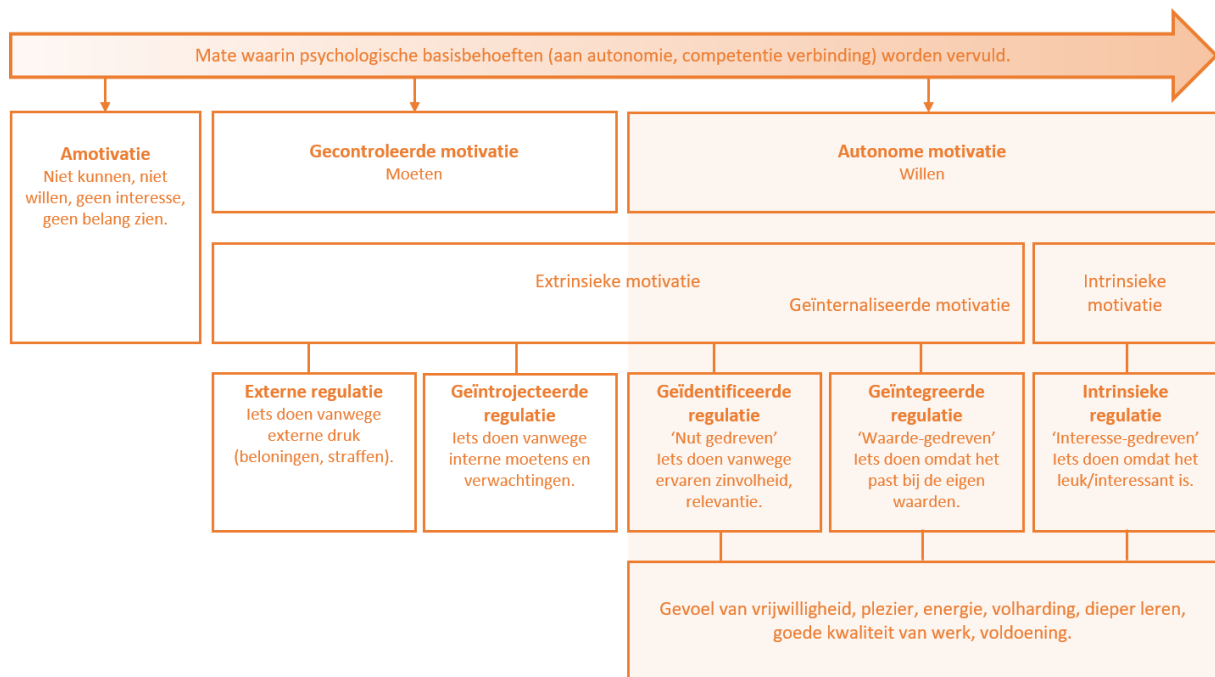 Mate waarin psychologische basisbehoeften (aan autonomie, competentie verbinding) worden vervuld.
Amotivatie
Niet kunnen, niet
willen, geen interesse,
geen belang zien.
Gecontroleerde motivatie
Moeten
Autonome motivatie
Willen
Extrinsieke motivatie
Geïnternaliseerde motivatie
Intrinsieke
motivatie
Externe regulatie
Iets doen vanwege
externe druk
(beloningen, straffen).
Geïntrojecteerde
regulatie
Iets doen vanwege
interne moetens en
verwachtingen.
Geïdentificeerde
regulatie
‘Nut gedreven’
Iets doen vanwege
ervaren zinvolheid,
relevantie.
Geïntegreerde
regulatie
‘Waarde-gedreven’
Iets doen omdat het
past bij de eigen
waarden.
Intrinsieke
regulatie
‘Interesse-gedreven’
Iets doen omdat het
leuk/interessant is.
Gevoel van vrijwilligheid, plezier, energie, volharding, dieper leren,
goede kwaliteit van werk, voldoening.